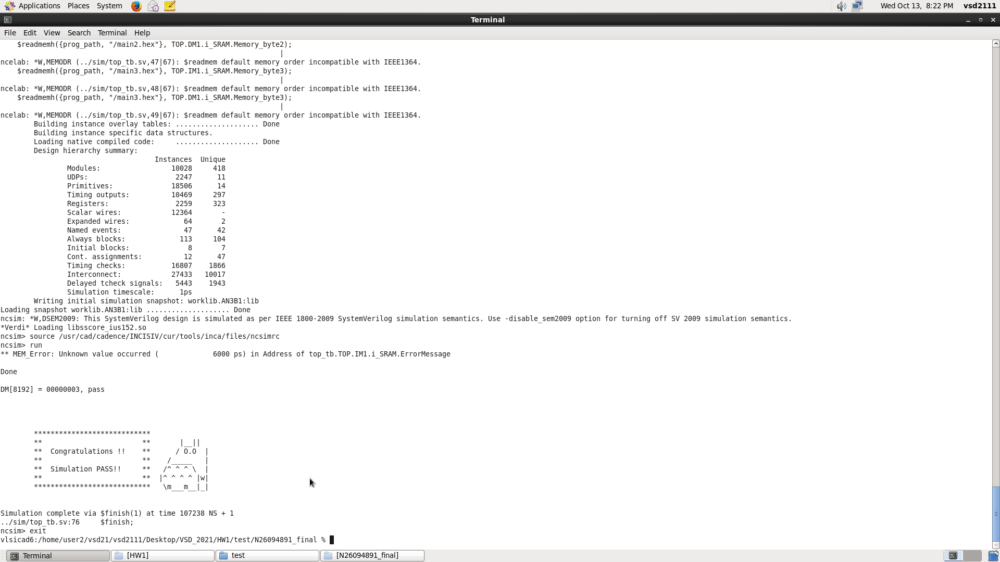 Applications Places System Wed Oct 13, 8:22 PM vsd2111
Terminal
File Edit View Search Terminal Help
$readmemh({prog_path, "/main2.hex"}, TOP.DM1.i_SRAM.Memory_byte2);
|
ncelab: *W,MEMODR (../sim/top_tb.sv,47|67): $readmem default memory order incompatible with IEEE1364.
$readmemh({prog_path, "/main3.hex"}, TOP.IM1.i_SRAM.Memory_byte3);
|
ncelab: *W,MEMODR (../sim/top_tb.sv,48|67): $readmem default memory order incompatible with IEEE1364.
$readmemh({prog_path, "/main3.hex"}, TOP.DM1.i_SRAM.Memory_byte3);
|
ncelab: *W,MEMODR (../sim/top_tb.sv,49|67): $readmem default memory order incompatible with IEEE1364.
Building instance overlay tables: .................... Done
Building instance specific data structures.
Loading native compiled code:     .................... Done
Design hierarchy summary:
Instances  Unique
Modules:                 10028     418
UDPs:                     2247      11
Primitives:              18506      14
Timing outputs:          10469     297
Registers:                2259     323
Scalar wires:            12364       -
Expanded wires:             64       2
Named events:               47      42
Always blocks:             113     104
Initial blocks:              8       7
Cont. assignments:          12      47
Timing checks:           16807    1866
Interconnect:            27433   10017
Delayed tcheck signals:   5443    1943
Simulation timescale:      1ps
Writing initial simulation snapshot: worklib.AN3B1:lib
Loading snapshot worklib.AN3B1:lib .................... Done
ncsim: *W,DSEM2009: This SystemVerilog design is simulated as per IEEE 1800-2009 SystemVerilog simulation semantics. Use -disable_sem2009 option for turning off SV 2009 simulation semantics.
*Verdi* Loading libsscore_ius152.so
ncsim> source /usr/cad/cadence/INCISIV/cur/tools/inca/files/ncsimrc
ncsim> run
** MEM_Error: Unknown value occurred (             6000 ps) in Address of top_tb.TOP.IM1.i_SRAM.ErrorMessage
Done
DM[8192] = 00000003, pass
****************************
**                        **       |__||
**  Congratulations !!    **      / O.O  |
**                        **    /_____   |
**  Simulation PASS!!     **   /^ ^ ^ \  |
**                        **  |^ ^ ^ ^ |w|
****************************   \m___m__|_|
Simulation complete via $finish(1) at time 107238 NS + 1
../sim/top_tb.sv:76     $finish;
ncsim> exit
vlsicad6:/home/user2/vsd21/vsd2111/Desktop/VSD_2021/HW1/test/N26094891_final %
Terminal [HW1] test [N26094891_final]